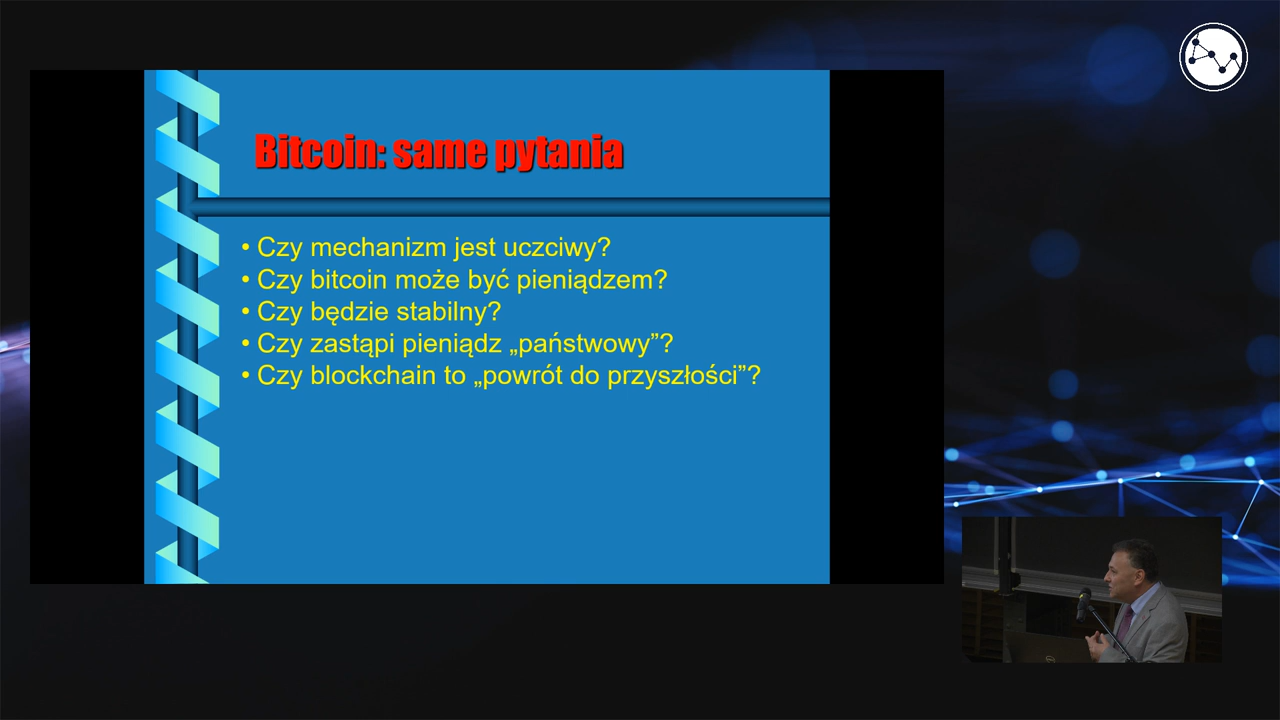 Bitcoin: same pytania
• Czy mechanizm jest uczciwy?
• Czy bitcoin może być pieniądzem?
• Czy będzie stabilny?
• Czy zastąpi pieniądz „państwowy”?
• Czy blockchain to „powrót do przyszłości”?